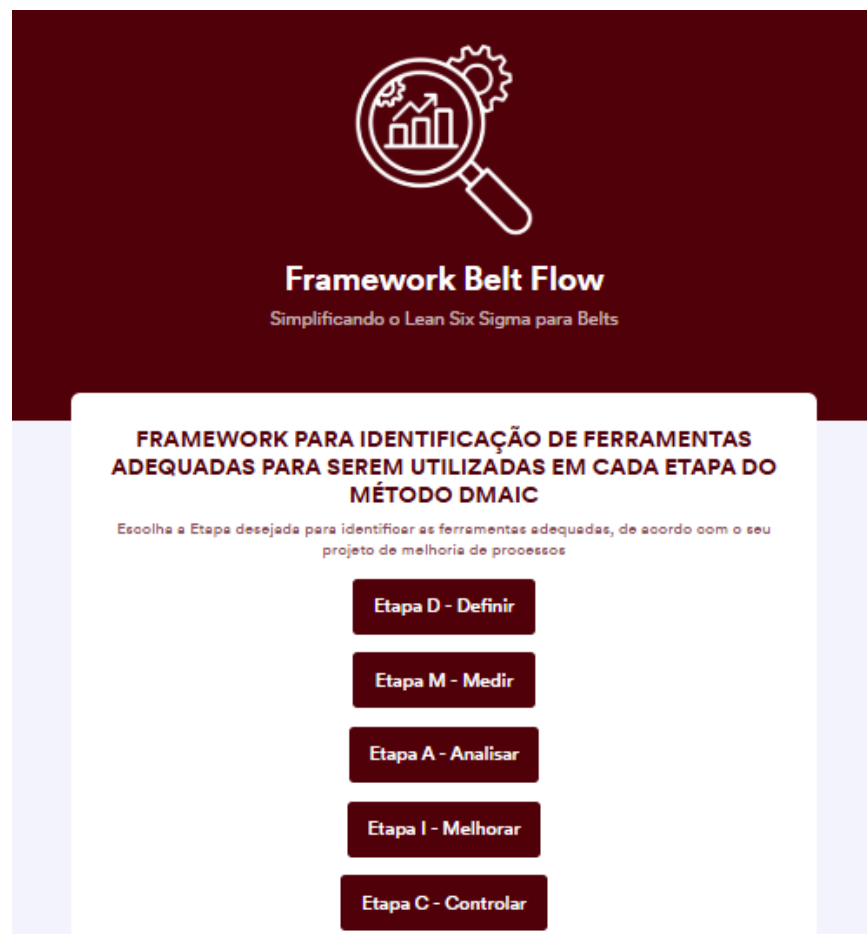 Framework Belt Flow
Simplificando o Lean Six Sigma para Belts
FRAMEWORK PARA IDENTIFICAÇÃO DE FERRAMENTAS
ADEQUADAS PARA SEREM UTILIZADAS EM CADA ETAPA DO
MÉTODO DMAIC
Escolha a Etapa desejada para identificar as ferramentas adequadas, de acordo com o seu
projeto de melhoria de processos
Etapa D - Definir
Etapa M - Medir
Etapa A - Analisar
Etapa I - Melhorar
Etapa C - Controlar